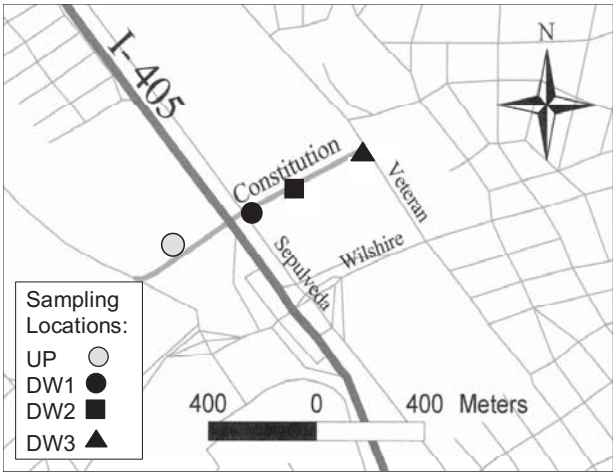 I-405
N
Constitution
Veteran
Wilshire
Sepulveda
Sampling
Locations:
UP
DW1
DW2
DW3
400 0 400 Meters